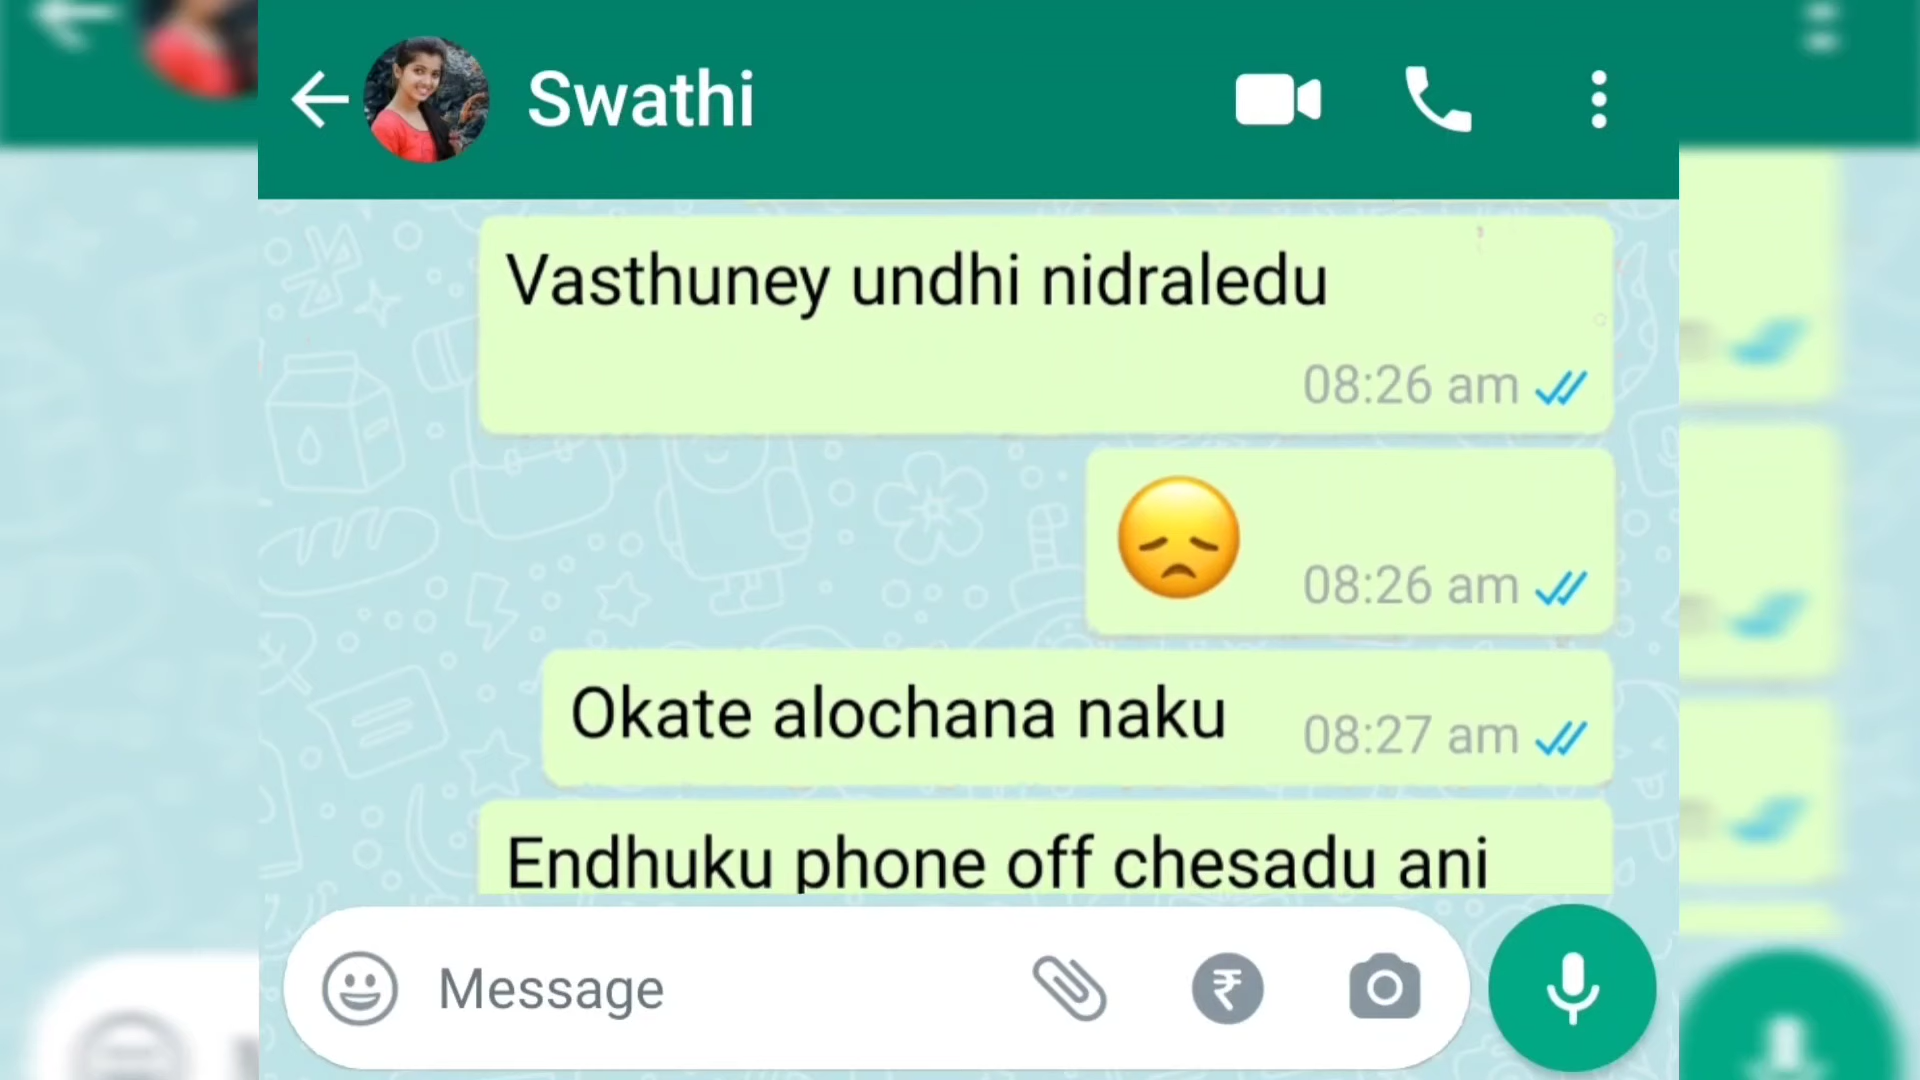 Swathi
Vasthuney undhi nidraledu
08:26 am
😞
08:26 am
Okate alochana naku
08:27 am
Endhuku phone off chesadu ani
Message